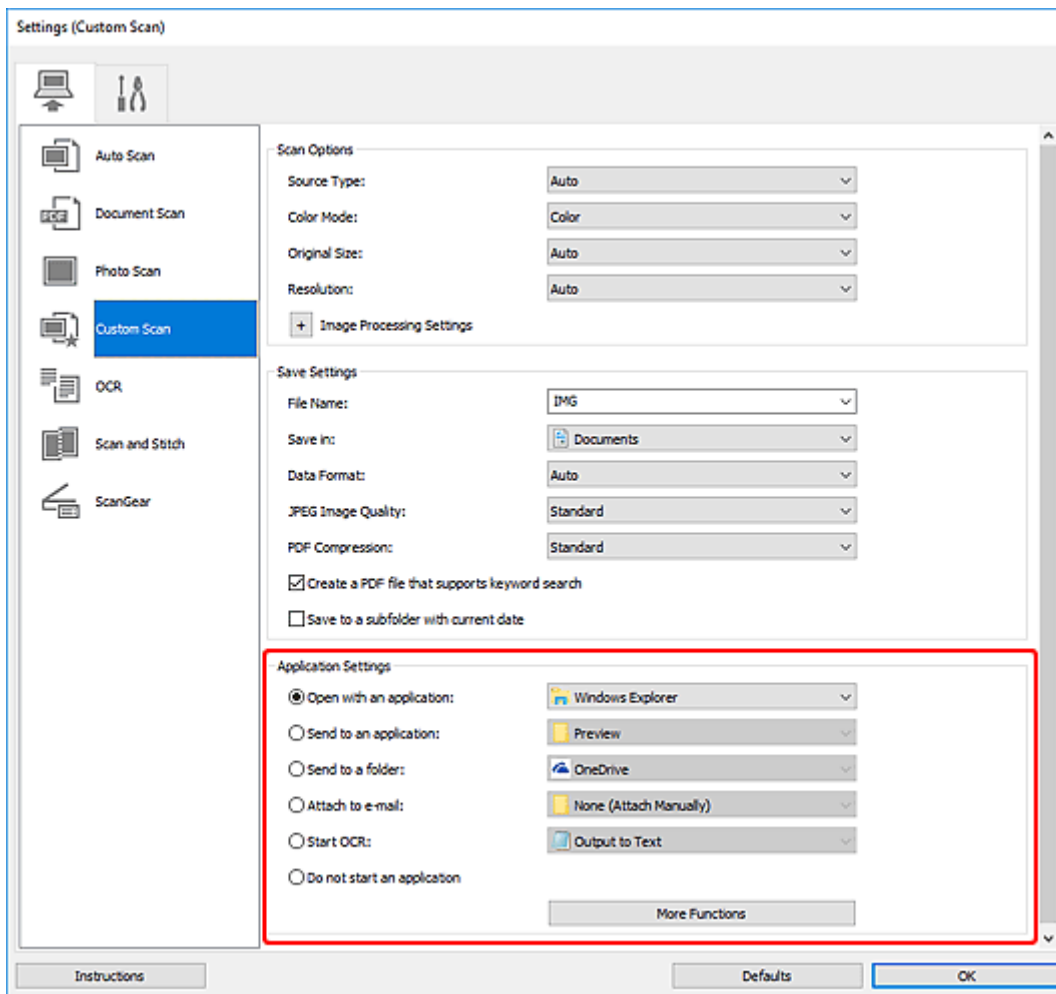 Settings (Custom Scan)
Auto Scan
Document Scan
Photo Scan
Custom Scan
OCR
Scan and Stitch
ScanGear
Scan Options
Source Type: Auto
Color Mode: Color
Original Size: Auto
Resolution: Auto
+ Image Processing Settings
Save Settings
File Name: IMG
Save in: Documents
Data Format: Auto
JPEG Image Quality: Standard
PDF Compression: Standard
Create a PDF file that supports keyword search
Save to a subfolder with current date
Application Settings
Open with an application: Windows Explorer
Send to an application: Preview
Send to a folder: OneDrive
Attach to e-mail: None (Attach Manually)
Start OCR: Output to Text
Do not start an application
More Functions
Instructions Defaults OK